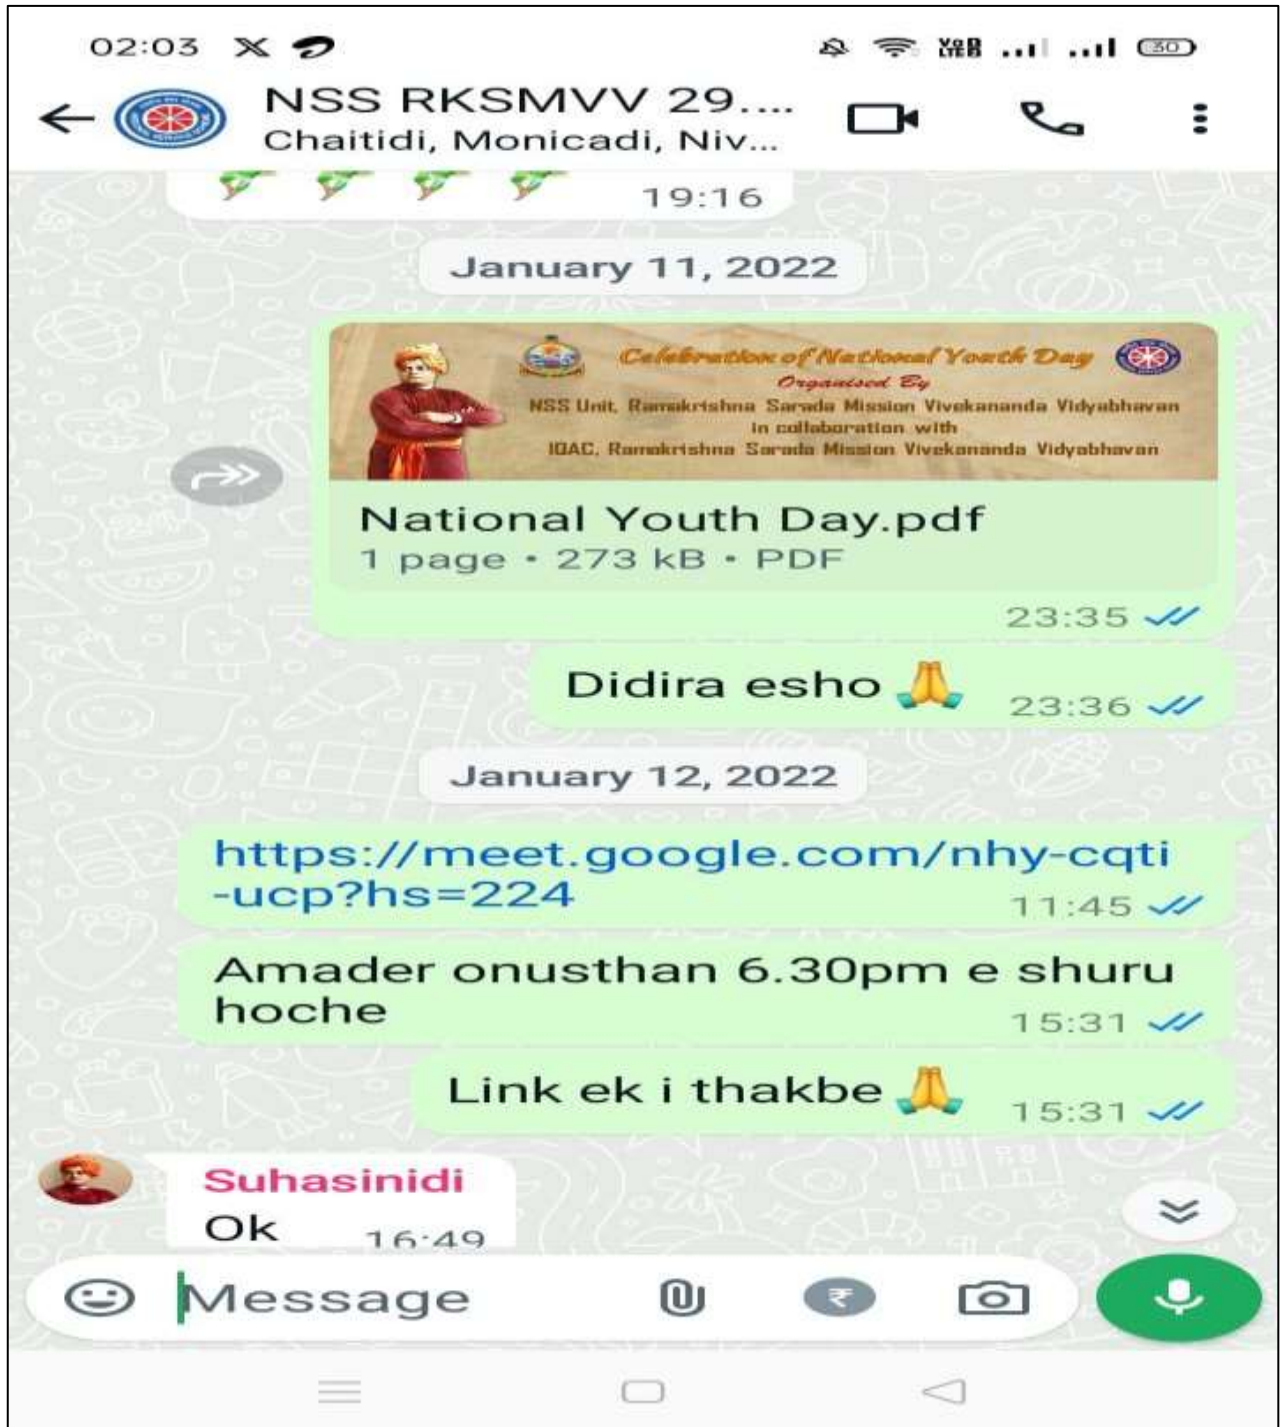 02:03
VoB
LTE B
30
NSS RKSMVV 29....
Chaitidi, Monicadi, Niv...
19:16
January 11, 2022
Celebration of National Youth Day
Organised By
NSS Unit, Ramakrishna Sarada Mission Vivekananda Vidyabhavan
in collaboration with
IQAC, Ramakrishna Sarada Mission Vivekananda Vidyabhavan
National Youth Day.pdf
1 page • 273 kB • PDF
23:35
Didira esho 🙏
23:36
January 12, 2022
https://meet.google.com/nhy-cqti
-ucp?hs=224
11:45
Amader onusthan 6.30pm e shuru
hoche
15:31
Link ek i thakbe 🙏
15:31
Suhasinidi
Ok
16:49
Message
₹